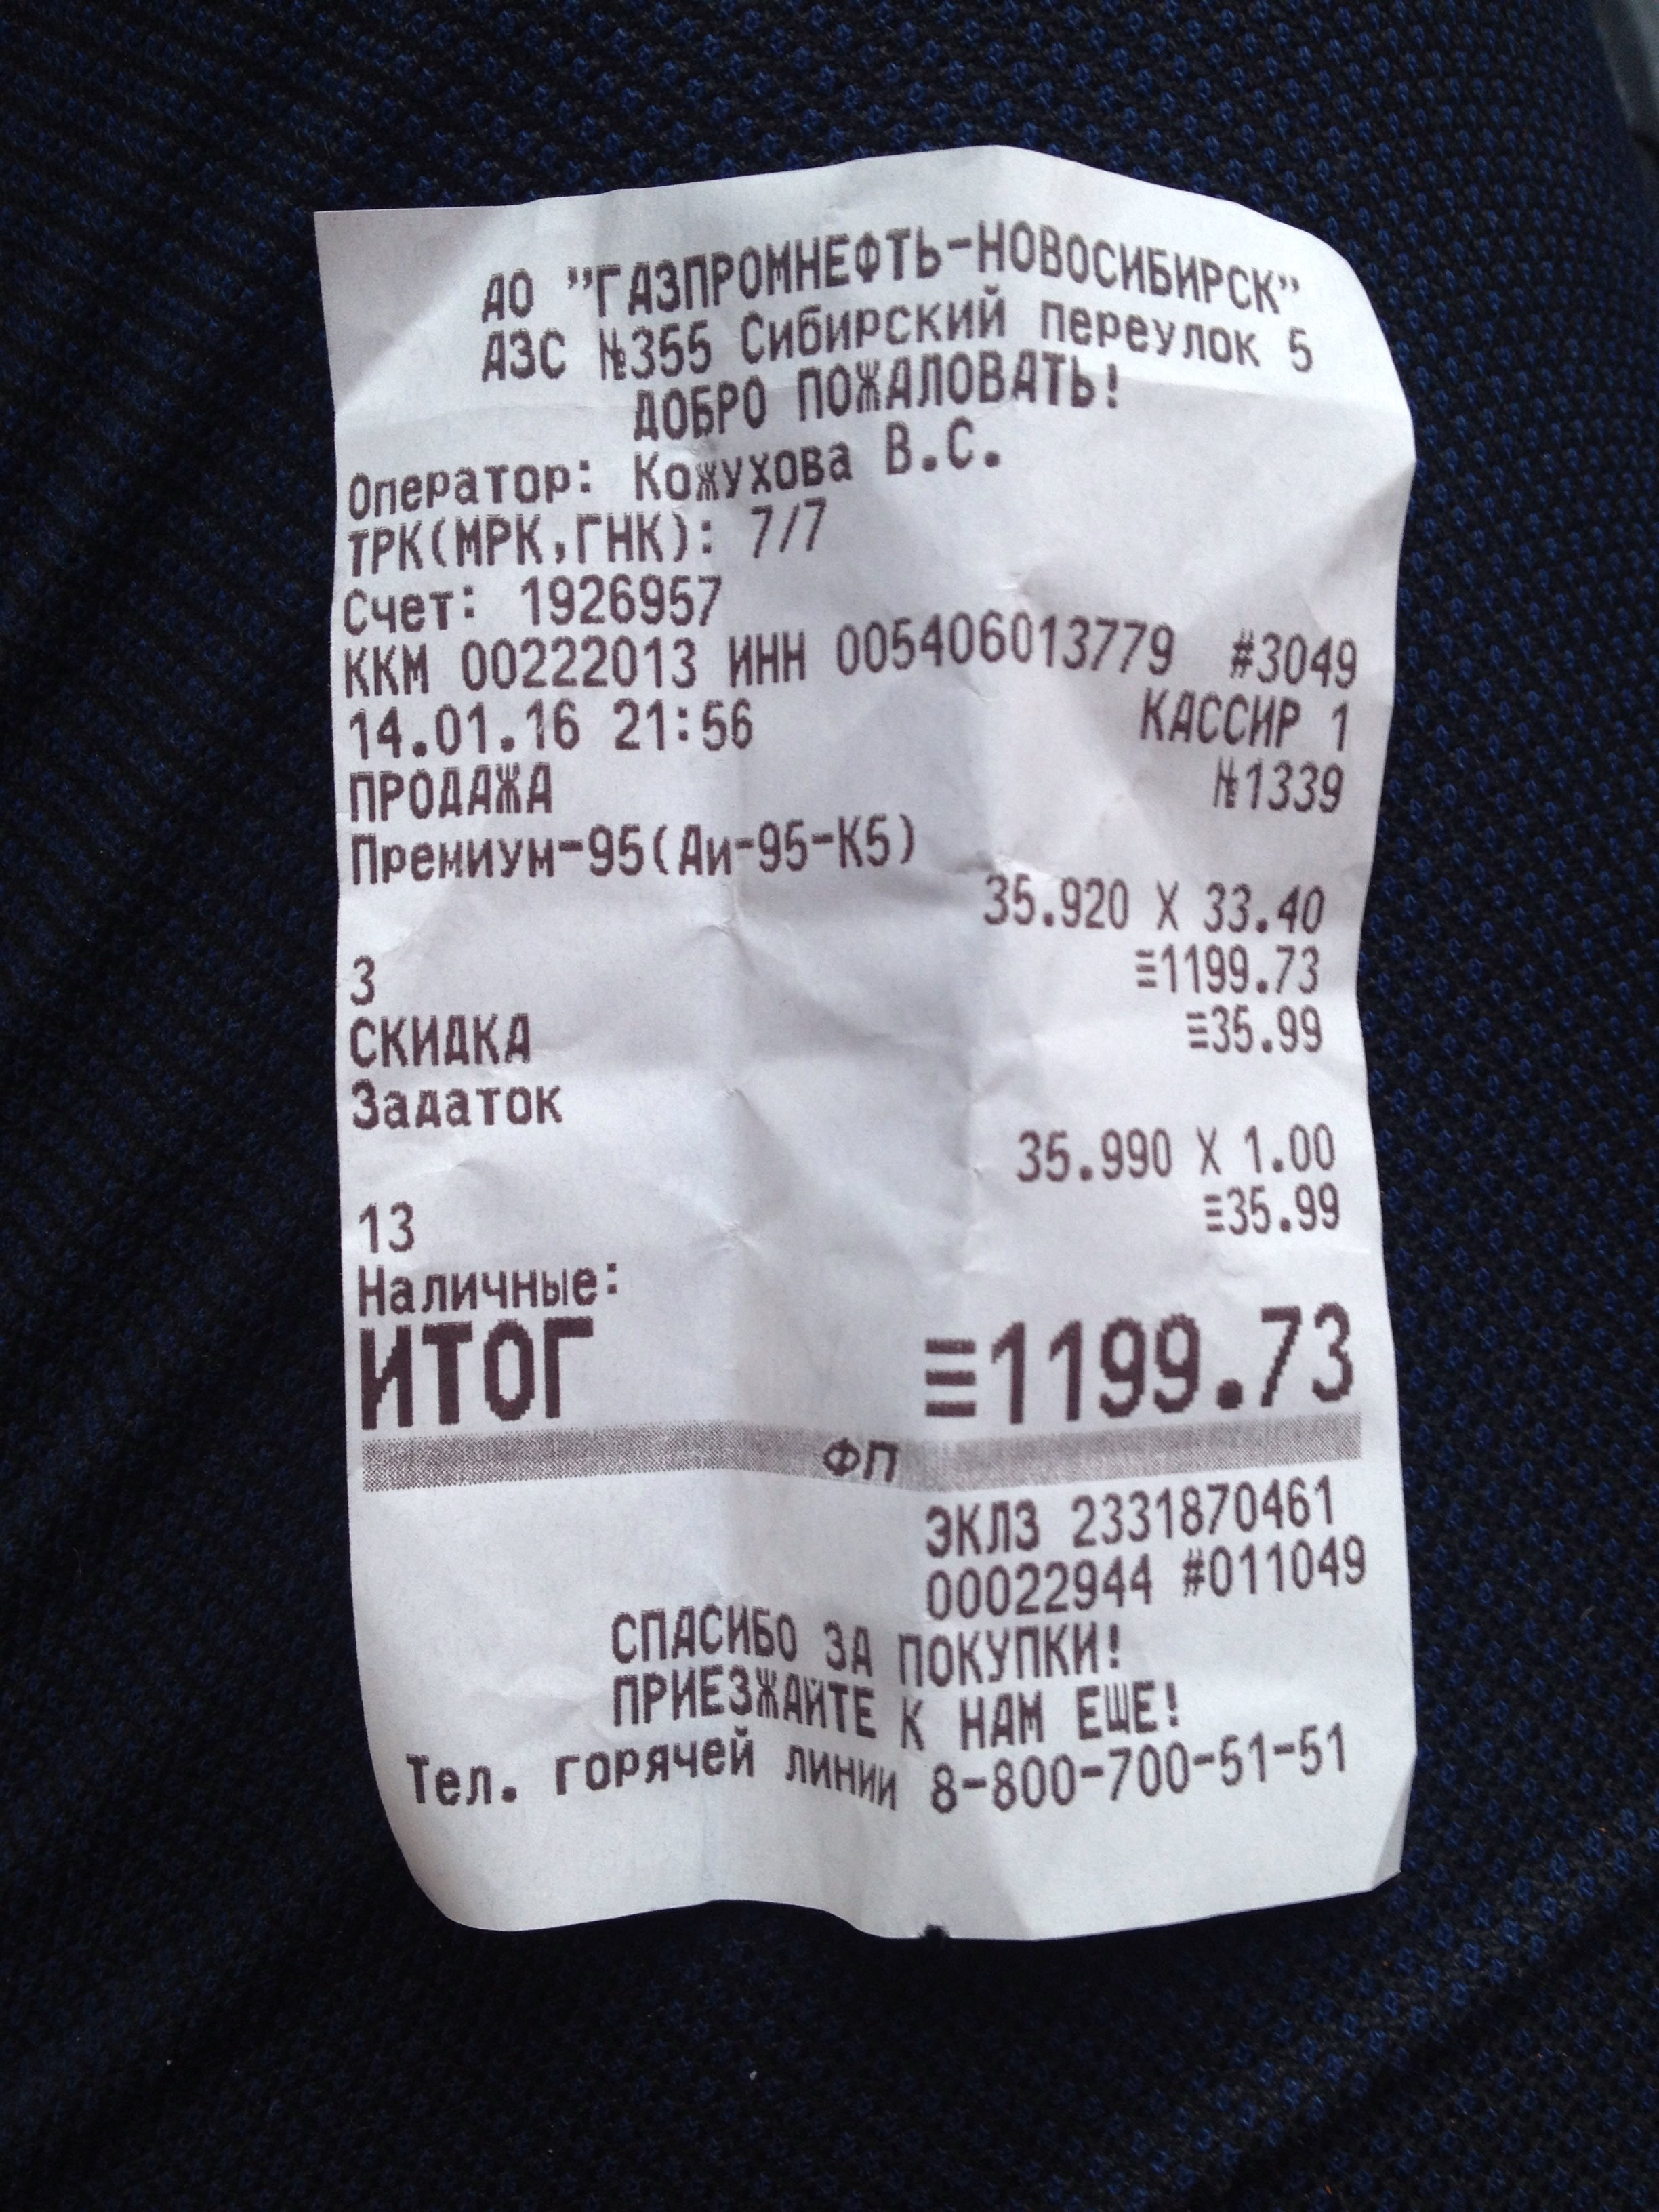 АО "ГАЗПРОМНЕФТЬ-НОВОСИБИРСК"
АЗС №355 Сибирский переулок 5
ДОБРО ПОЖАЛОВАТЬ!
Оператор: Кожухова В.С.
ТРК(МРК,ГНК): 7/7
Счет: 1926957
ККМ 00222013 ИНН 005406013779 #3049
14.01.16 21:56 КАССИР 1
ПРОДАЖА №1339
Премиум-95(Аи-95-К5)
35.920 X 33.40
3 ≡1199.73
СКИДКА ≡35.99
Задаток
35.990 X 1.00
13 ≡35.99
Наличные:
ИТОГ ≡1199.73
ФП
ЭКЛЗ 2331870461
00022944 #011049
СПАСИБО ЗА ПОКУПКИ!
ПРИЕЗЖАЙТЕ К НАМ ЕЩЕ!
Тел. горячей линии 8-800-700-51-51